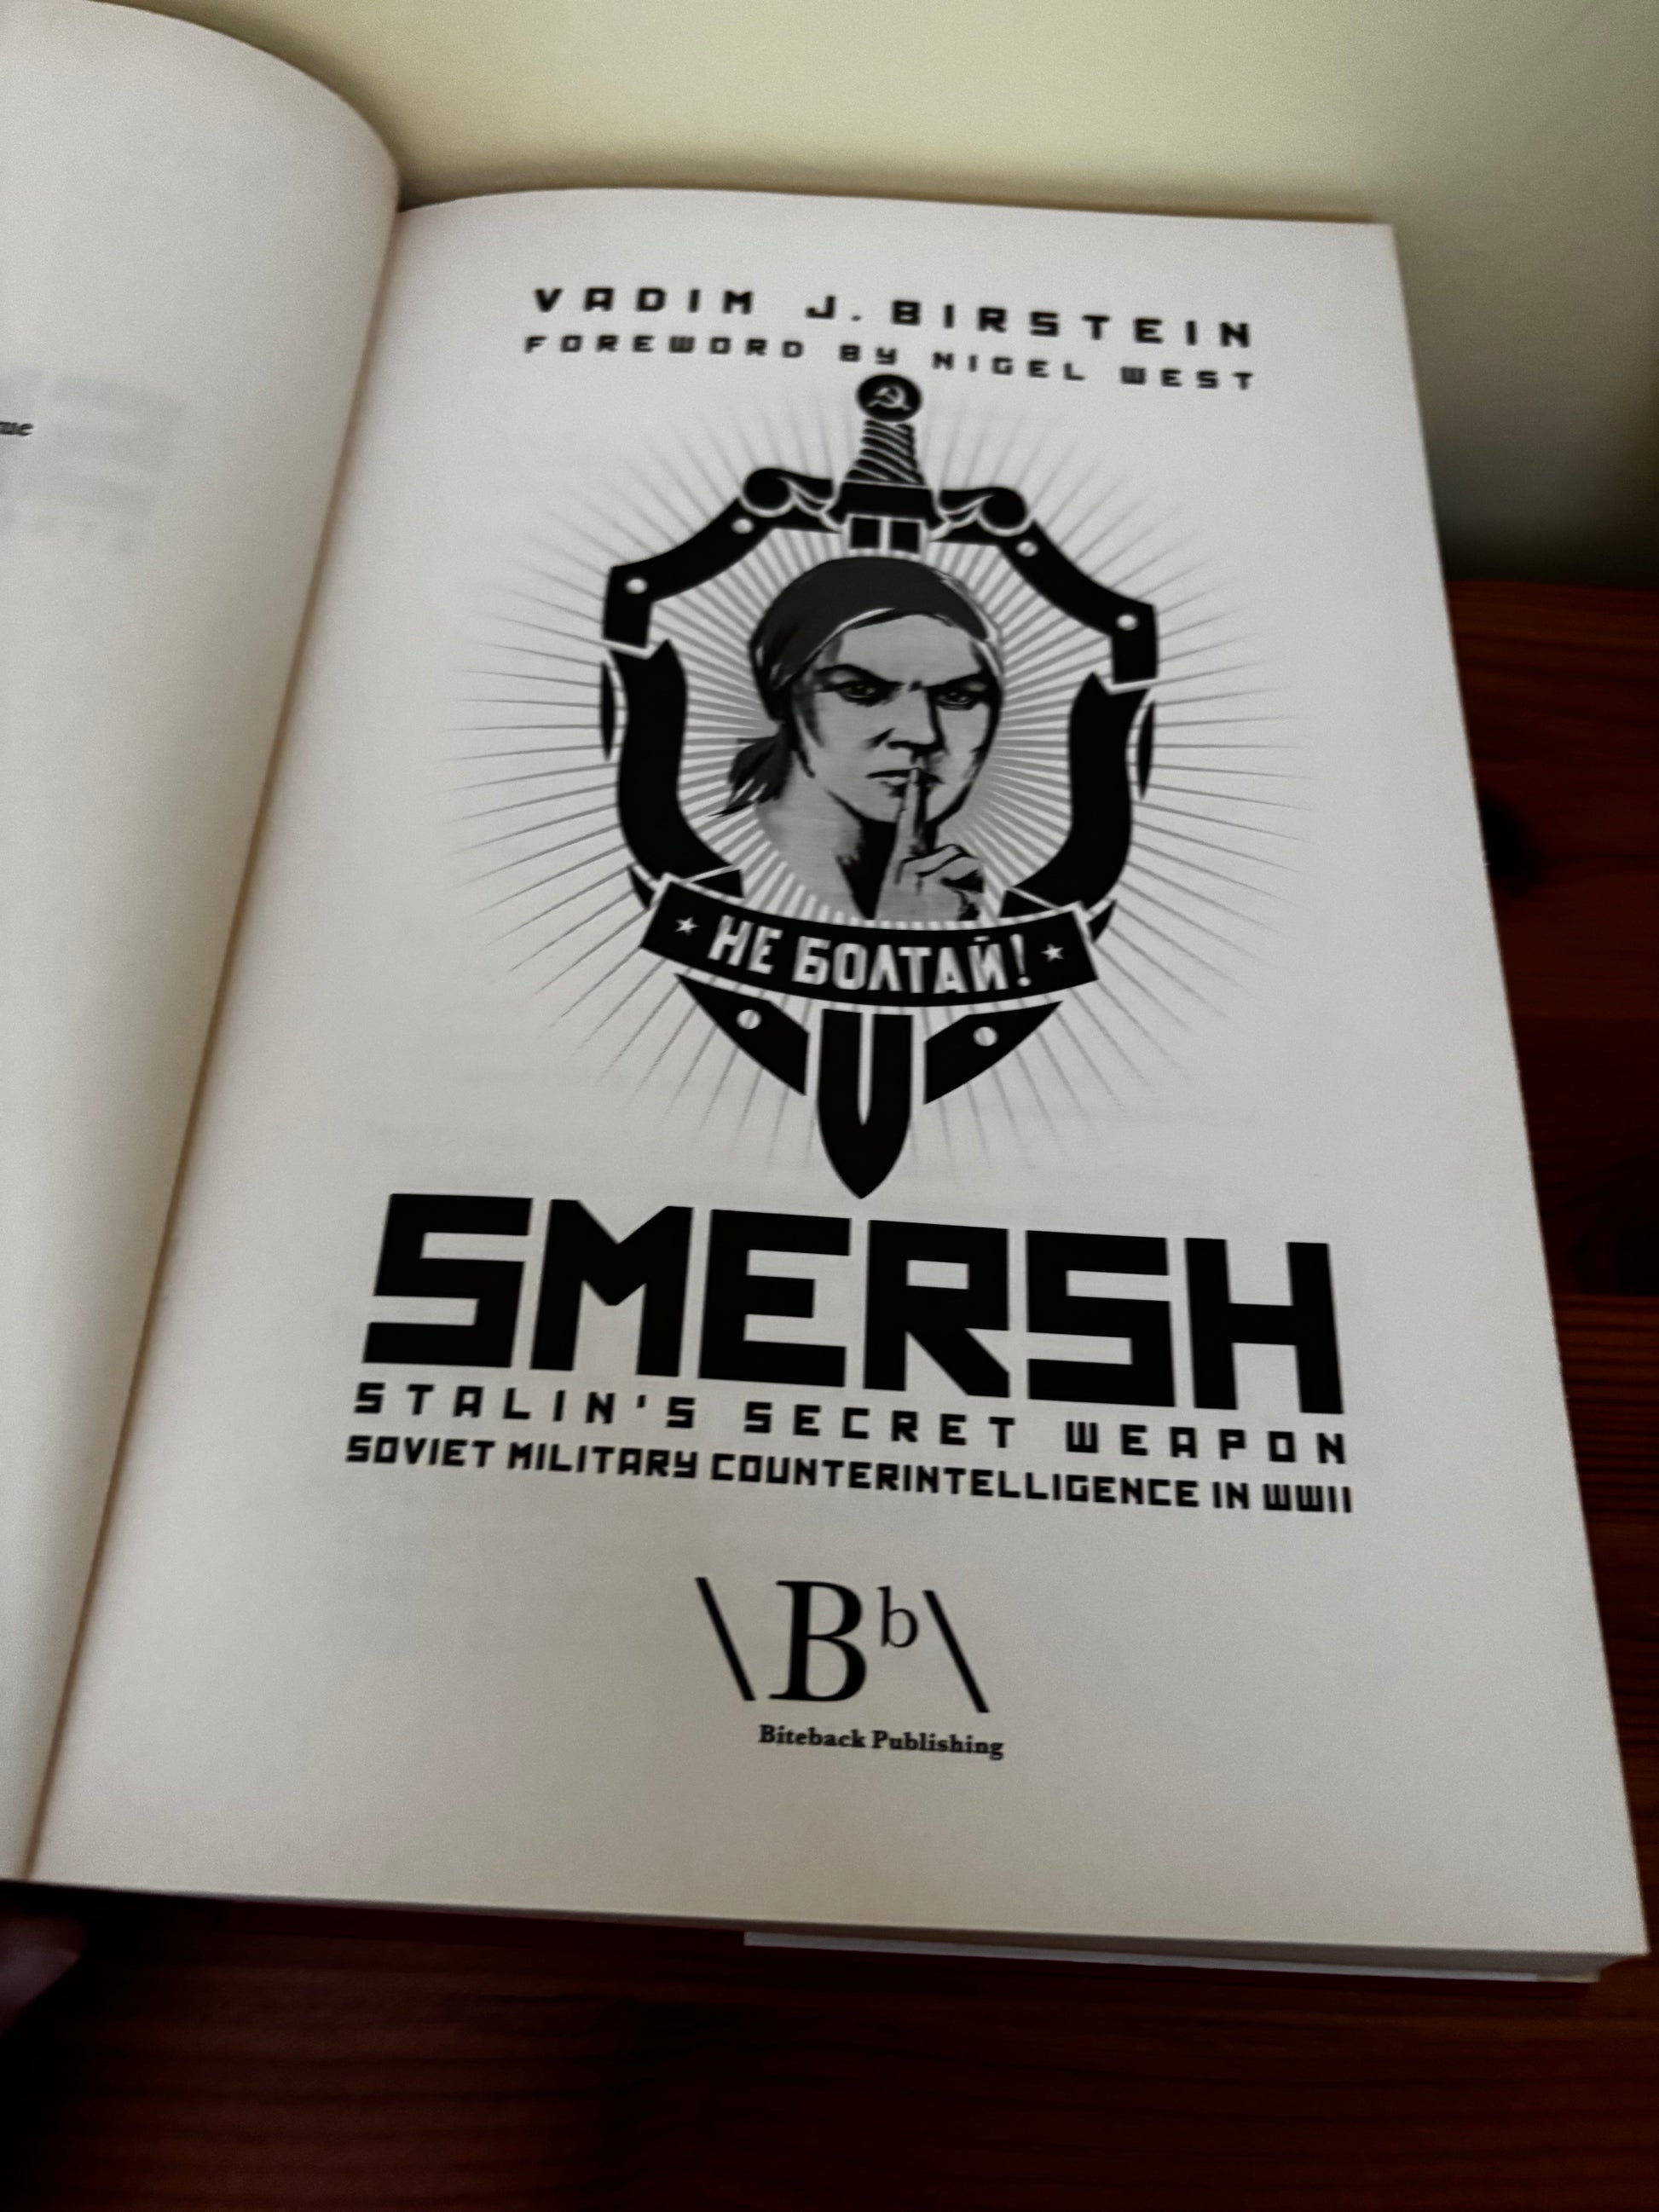 VADIM J. BIRSTEIN
FOREWORD BY NIGEL WEST
НЕ БОЛТАЙ!
SMERSH
STALIN'S SECRET WEAPON
SOVIET MILITARY COUNTERINTELLIGENCE IN WWII
\Bb\
Biteback Publishing